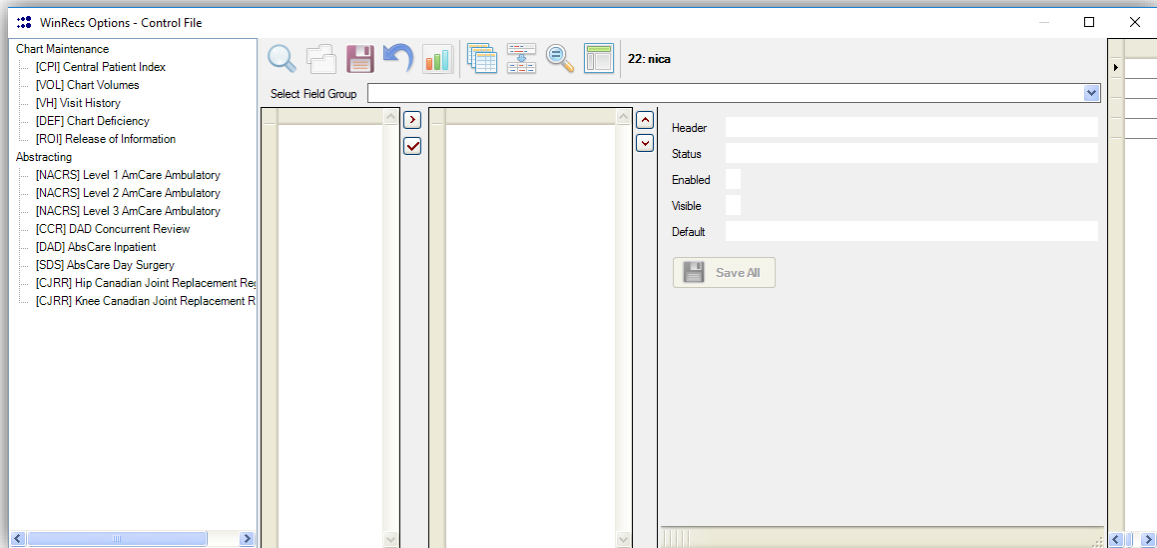 WinRecs Options - Control File
Chart Maintenance
[CPI] Central Patient Index
[VOL] Chart Volumes
[VH] Visit History
[DEF] Chart Deficiency
[ROI] Release of Information
Abstracting
[NACRS] Level 1 AmCare Ambulatory
[NACRS] Level 2 AmCare Ambulatory
[NACRS] Level 3 AmCare Ambulatory
[CCR] DAD Concurrent Review
[DAD] AbsCare Inpatient
[SDS] AbsCare Day Surgery
[CJRR] Hip Canadian Joint Replacement Reg
[CJRR] Knee Canadian Joint Replacement R
22: nica
Select Field Group
Header
Status
Enabled
Visible
Default
Save All